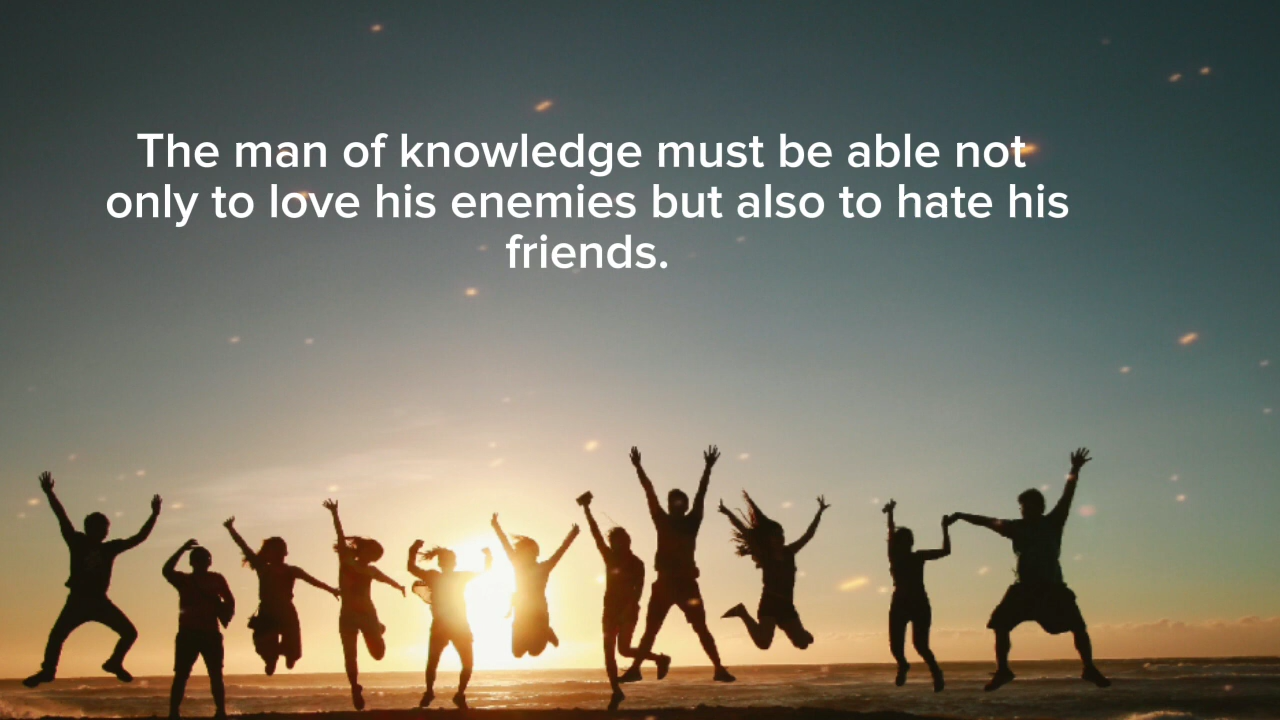 The man of knowledge must be able not
only to love his enemies but also to hate his
friends.